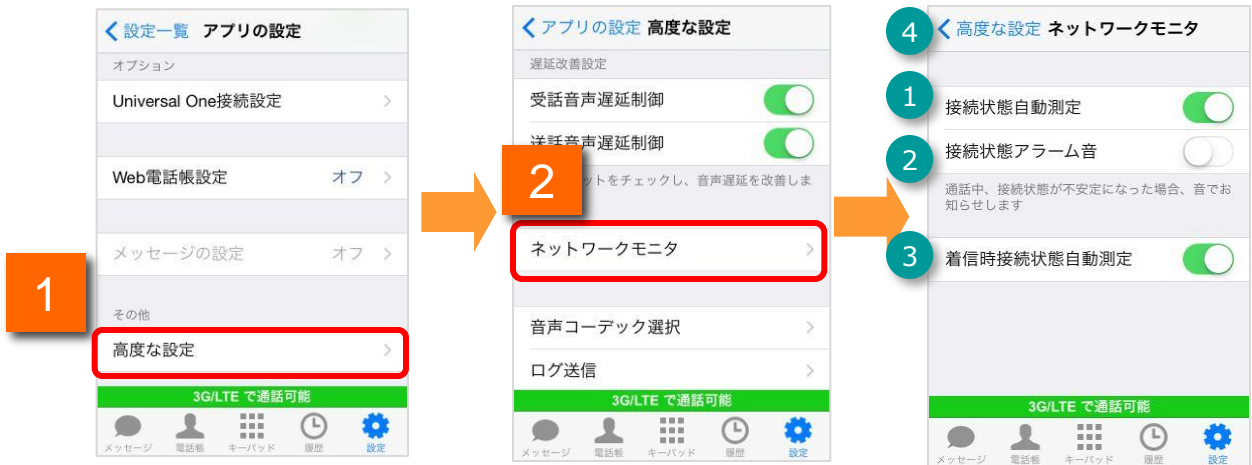 設定一覧 アプリの設定
オプション
Universal One接続設定
Web電話帳設定 オフ
メッセージの設定 オフ
1
その他
高度な設定
3G/LTE で通話可能
メッセージ 電話帳 キーパッド 履歴 設定
アプリの設定 高度な設定
遅延改善設定
受話音声遅延制御
送話音声遅延制御
2
ットをチェックし、音声遅延を改善しま
ネットワークモニタ
音声コーデック選択
ログ送信
3G/LTE で通話可能
メッセージ 電話帳 キーパッド 履歴 設定
4 高度な設定 ネットワークモニタ
1 接続状態自動測定
2 接続状態アラーム音
通話中、接続状態が不安定になった場合、音でお
知らせします
3 着信時接続状態自動測定
3G/LTE で通話可能
メッセージ 電話帳 キーパッド 履歴 設定